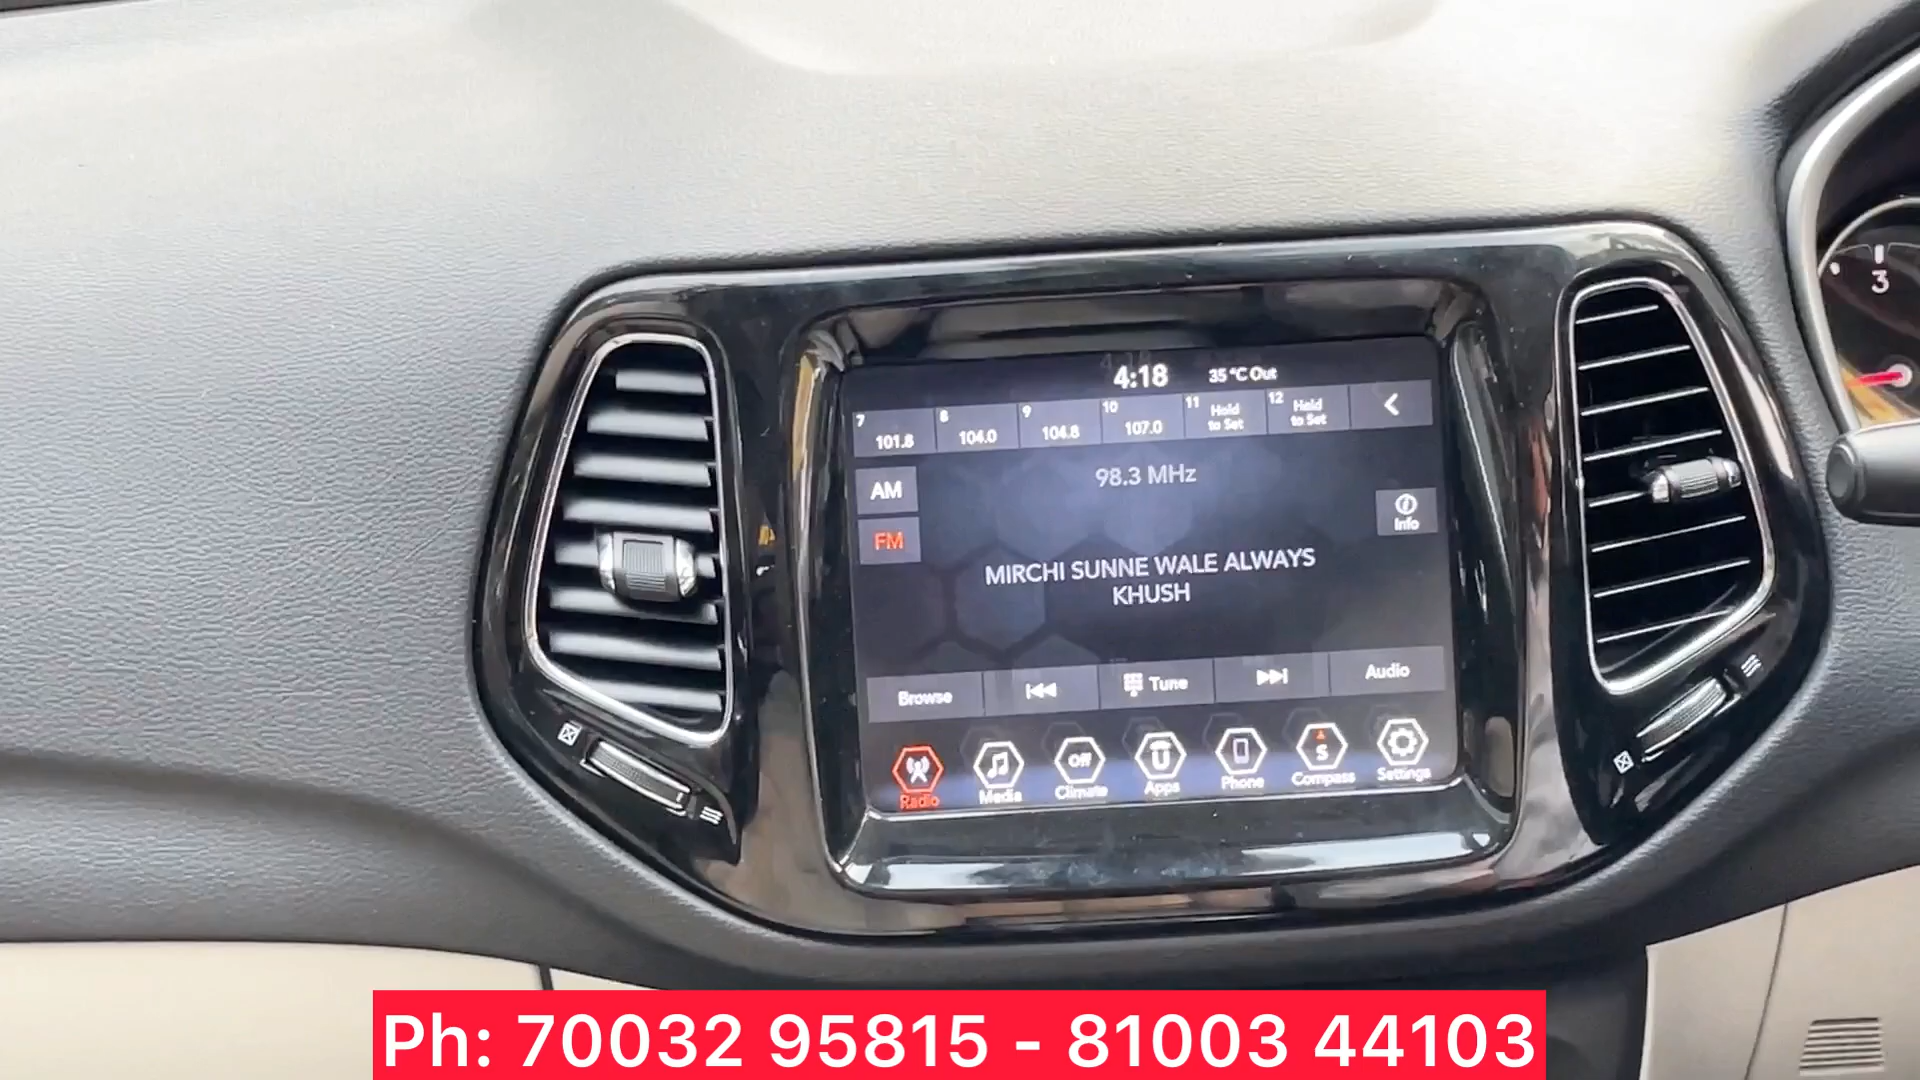 4:18 35 °C Out
7 101.8
8 104.0
9 104.8
10 107.0
11 Hold to Set
12 Hold to Set
98.3 MHz
AM
FM
Info
MIRCHI SUNNE WALE ALWAYS
KHUSH
Browse Tune Audio
Off S
Radio Media Climate Apps Phone Compass Settings
3
Ph: 70032 95815 - 81003 44103